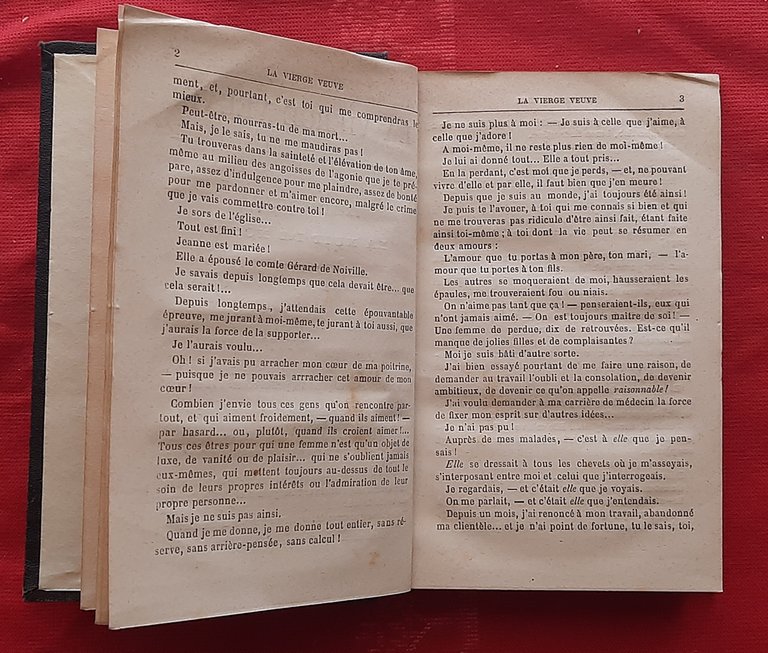 2
LA VIERGE VEUVE
ment, et, pourtant, c'est toi qui me comprendras le
mieux.
Peut-être, mourras-tu de ma mort...
Mais, je le sais, tu ne me maudiras pas !
Tu trouveras dans la sainteté et l'élévation de ton âme,
même au milieu des angoisses de l'agonie que je te pré-
pare, assez d'indulgence pour me plaindre, assez de bonté
pour me pardonner et m'aimer encore, malgré le crime
que je vais commettre contre toi !
Je sors de l'église...
Tout est fini !
Jeanne est mariée !
Elle a épousé le comte Gérard de Noiville.
Je savais depuis longtemps que cela devait être... que
cela serait !...
Depuis longtemps, j'attendais cette épouvantable
épreuve, me jurant à moi-même, te jurant à toi aussi, que
j'aurais la force de la supporter...
Je l'aurais voulu...
Oh ! si j'avais pu arracher mon cœur de ma poitrine,
— puisque je ne pouvais arrracher cet amour de mon
cœur !
Combien j'envie tous ces gens qu'on rencontre par-
tout, et qui aiment froidement, — quand ils aiment ! —
par hasard... ou, plutôt, quand ils croient aimer !...
Tous ces êtres pour qui une femme n'est qu'un objet de
luxe, de vanité ou de plaisir... qui ne s'oublient jamais
eux-mêmes, qui mettent toujours au-dessus de tout le
soin de leurs propres intérêts ou l'admiration de leur
propre personne...
Mais je ne suis pas ainsi.
Quand je me donne, je me donne tout entier, sans ré-
serve, sans arrière-pensée, sans calcul !
LA VIERGE VEUVE
3
Je ne suis plus à moi : — Je suis à celle que j'aime, à
celle que j'adore !
A moi-même, il ne reste plus rien de moi-même !
Je lui ai donné tout... Elle a tout pris...
En la perdant, c'est moi que je perds, — et, ne pouvant
vivre d'elle et par elle, il faut bien que j'en meure !
Depuis que je suis au monde, j'ai toujours été ainsi !
Je puis te l'avouer, à toi qui me connais si bien et qui
ne me trouveras pas ridicule d'être ainsi fait, étant faite
ainsi toi-même ; à toi dont la vie peut se résumer en
deux amours :
L'amour que tu portas à mon père, ton mari, — l'a-
mour que tu portes à ton fils.
Les autres se moqueraient de moi, hausseraient les
épaules, me trouveraient fou ou niais.
On n'aime pas tant que ça ! — penseraient-ils, eux qui
n'ont jamais aimé. — On est toujours maître de soi ! —
Une femme de perdue, dix de retrouvées. Est-ce qu'il
manque de jolies filles et de complaisantes ?
Moi je suis bâti d'autre sorte.
J'ai bien essayé pourtant de me faire une raison, de
demander au travail l'oubli et la consolation, de devenir
ambitieux, de devenir ce qu'on appelle raisonnable !
J'ai voulu demander à ma carrière de médecin la force
de fixer mon esprit sur d'autres idées...
Je n'ai pas pu !
Auprès de mes malades, — c'est à elle que je pen-
sais !
Elle se dressait à tous les chevets où je m'asseyais,
s'interposant entre moi et celui que j'interrogeais.
Je regardais, — et c'était elle que je voyais.
On me parlait, — et c'était elle que j'entendais.
Depuis un mois, j'ai renoncé à mon travail, abandonné
ma clientèle... et je n'ai point de fortune, tu le sais, toi,